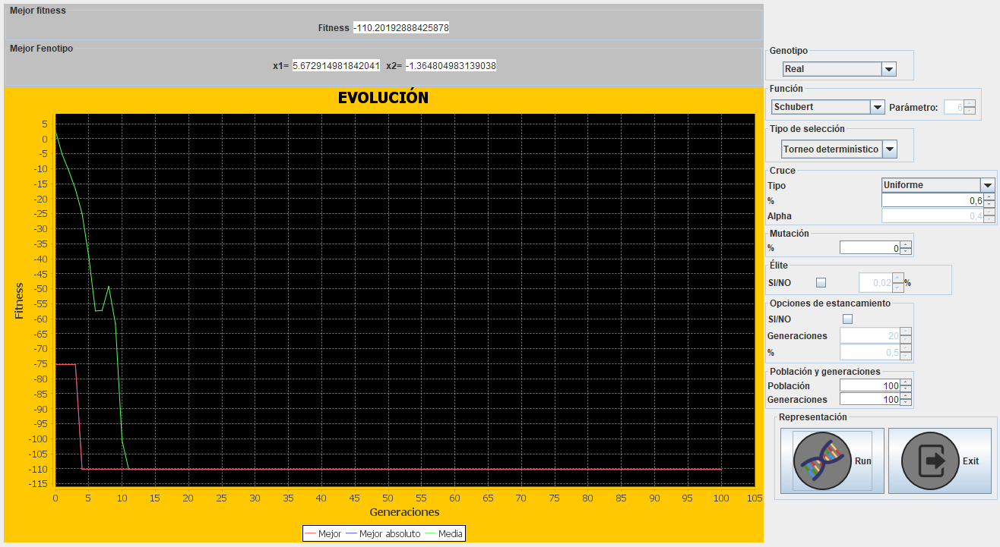 Mejor fitness
Fitness -110.20192888425878
Mejor Fenotipo
x1= 5.672914981842041 x2= -1.364804983139038
EVOLUCIÓN
Fitness
5
0
-5
-10
-15
-20
-25
-30
-35
-40
-45
-50
-55
-60
-65
-70
-75
-80
-85
-90
-95
-100
-105
-110
-115
0 5 10 15 20 25 30 35 40 45 50 55 60 65 70 75 80 85 90 95 100 105
Generaciones
Mejor Mejor absoluto Media
Genotipo
Real
Función
Schubert Parámetro: 6
Tipo de selección
Torneo determinístico
Cruce
Tipo Uniforme
% 0,6
Alpha 0,4
Mutación
% 0
Élite
SI/NO 0,02 %
Opciones de estancamiento
SI/NO
Generaciones 20
% 0,5
Población y generaciones
Población 100
Generaciones 100
Representación
Run Exit